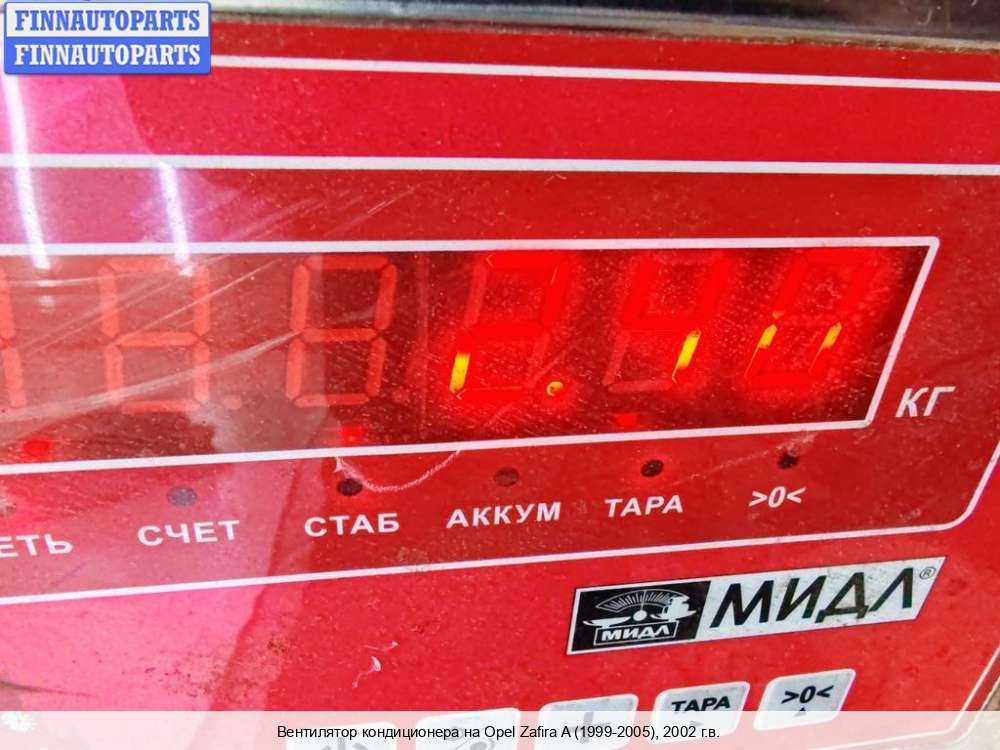 FINNAUTOPARTS
FINNAUTOPARTS
2.40
КГ
СЧЕТ
СТАБ
АККУМ
ТАРА
>0<
МИДЛ
МИДЛ®
ТАРА
>0<
Вентилятор кондиционера на Opel Zafira A (1999-2005), 2002 г.в.